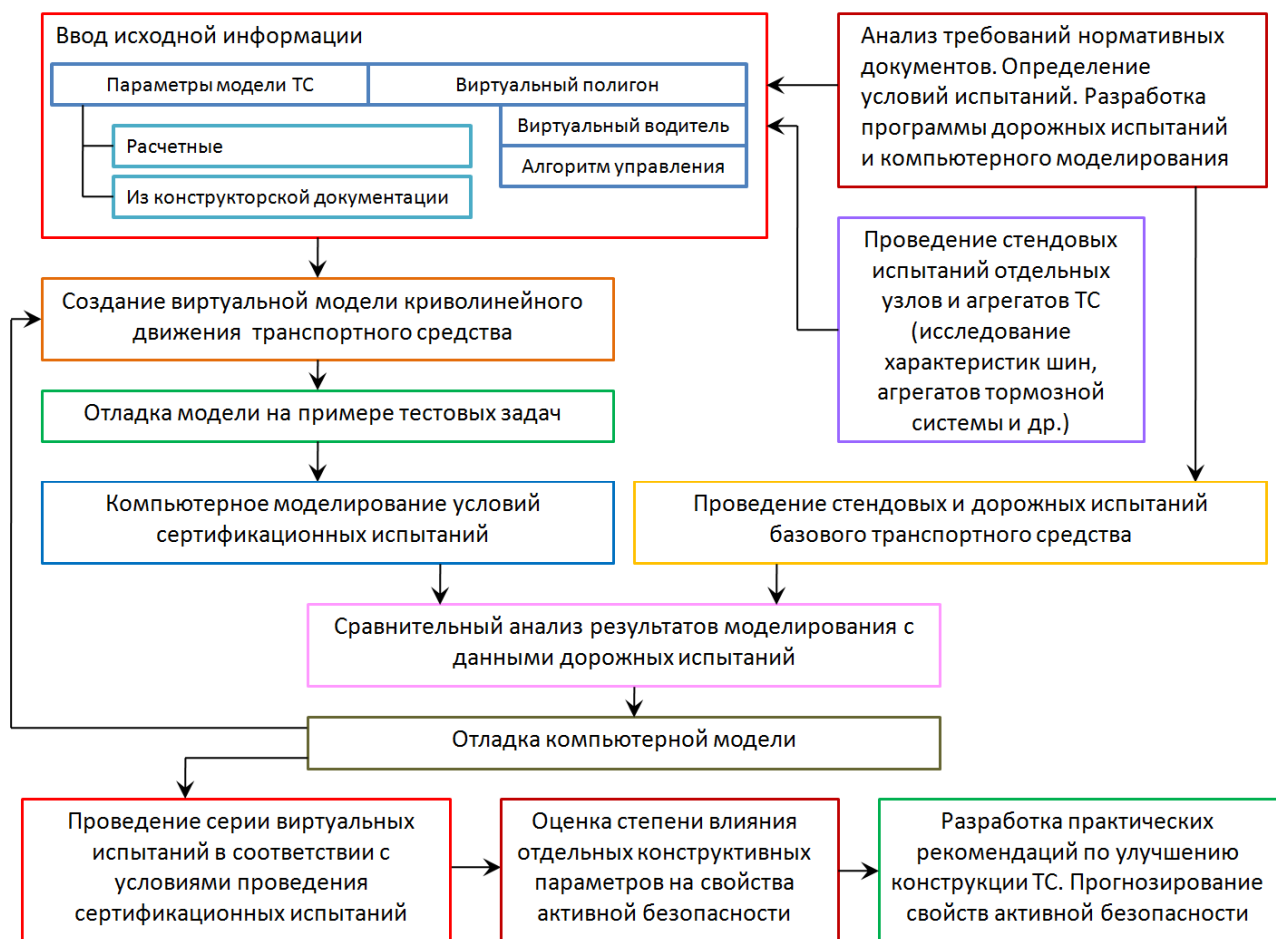 Ввод исходной информации
Параметры модели ТС
Виртуальный полигон
Виртуальный водитель
Расчетные
Алгоритм управления
Из конструкторской документации
Анализ требований нормативных
документов. Определение
условий испытаний. Разработка
программы дорожных испытаний
и компьютерного моделирования
Проведение стендовых
испытаний отдельных
узлов и агрегатов ТС
(исследование
характеристик шин,
агрегатов тормозной
системы и др.)
Создание виртуальной модели криволинейного
движения транспортного средства
Отладка модели на примере тестовых задач
Компьютерное моделирование условий
сертификационных испытаний
Проведение стендовых и дорожных испытаний
базового транспортного средства
Сравнительный анализ результатов моделирования с
данными дорожных испытаний
Отладка компьютерной модели
Проведение серии виртуальных
испытаний в соответствии с
условиями проведения
сертификационных испытаний
Оценка степени влияния
отдельных конструктивных
параметров на свойства
активной безопасности
Разработка практических
рекомендаций по улучшению
конструкции ТС. Прогнозирование
свойств активной безопасности